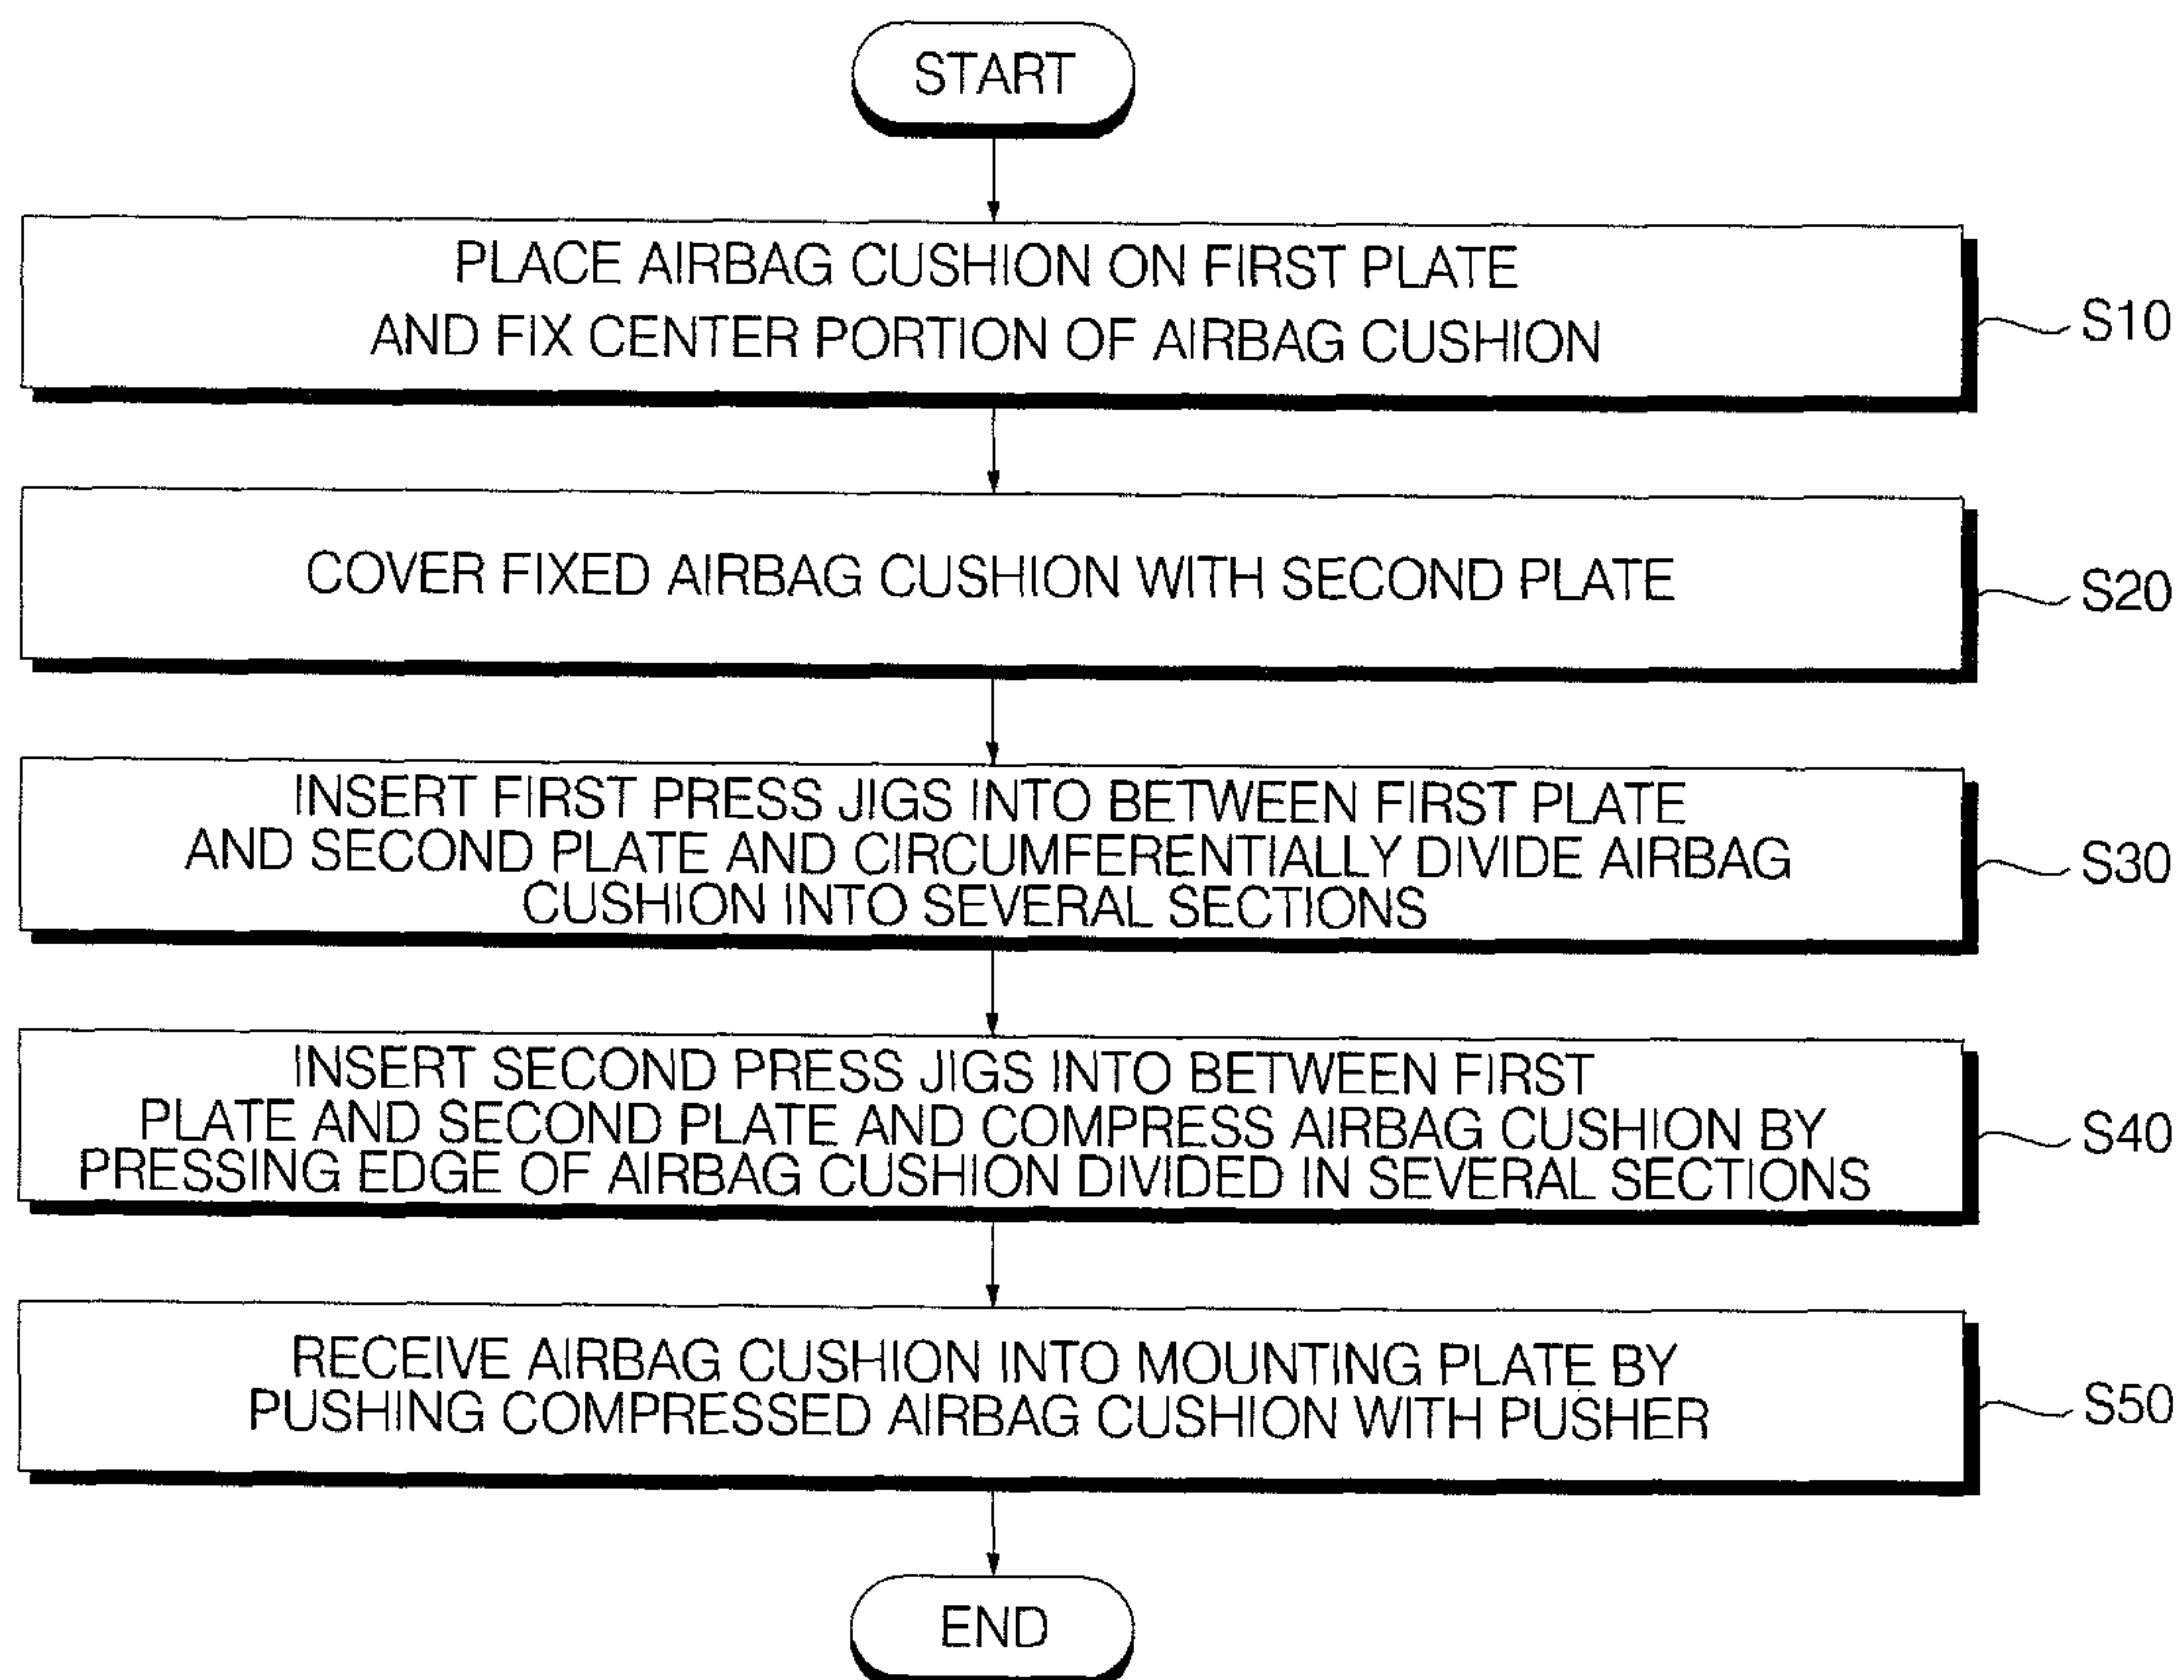 START
PLACE AIRBAG CUSHION ON FIRST PLATE
AND FIX CENTER PORTION OF AIRBAG CUSHION
S10
COVER FIXED AIRBAG CUSHION WITH SECOND PLATE
S20
INSERT FIRST PRESS JIGS INTO BETWEEN FIRST PLATE
AND SECOND PLATE AND CIRCUMFERENTIALLY DIVIDE AIRBAG
CUSHION INTO SEVERAL SECTIONS
S30
INSERT SECOND PRESS JIGS INTO BETWEEN FIRST
PLATE AND SECOND PLATE AND COMPRESS AIRBAG CUSHION BY
PRESSING EDGE OF AIRBAG CUSHION DIVIDED IN SEVERAL SECTIONS
S40
RECEIVE AIRBAG CUSHION INTO MOUNTING PLATE BY
PUSHING COMPRESSED AIRBAG CUSHION WITH PUSHER
S50
END